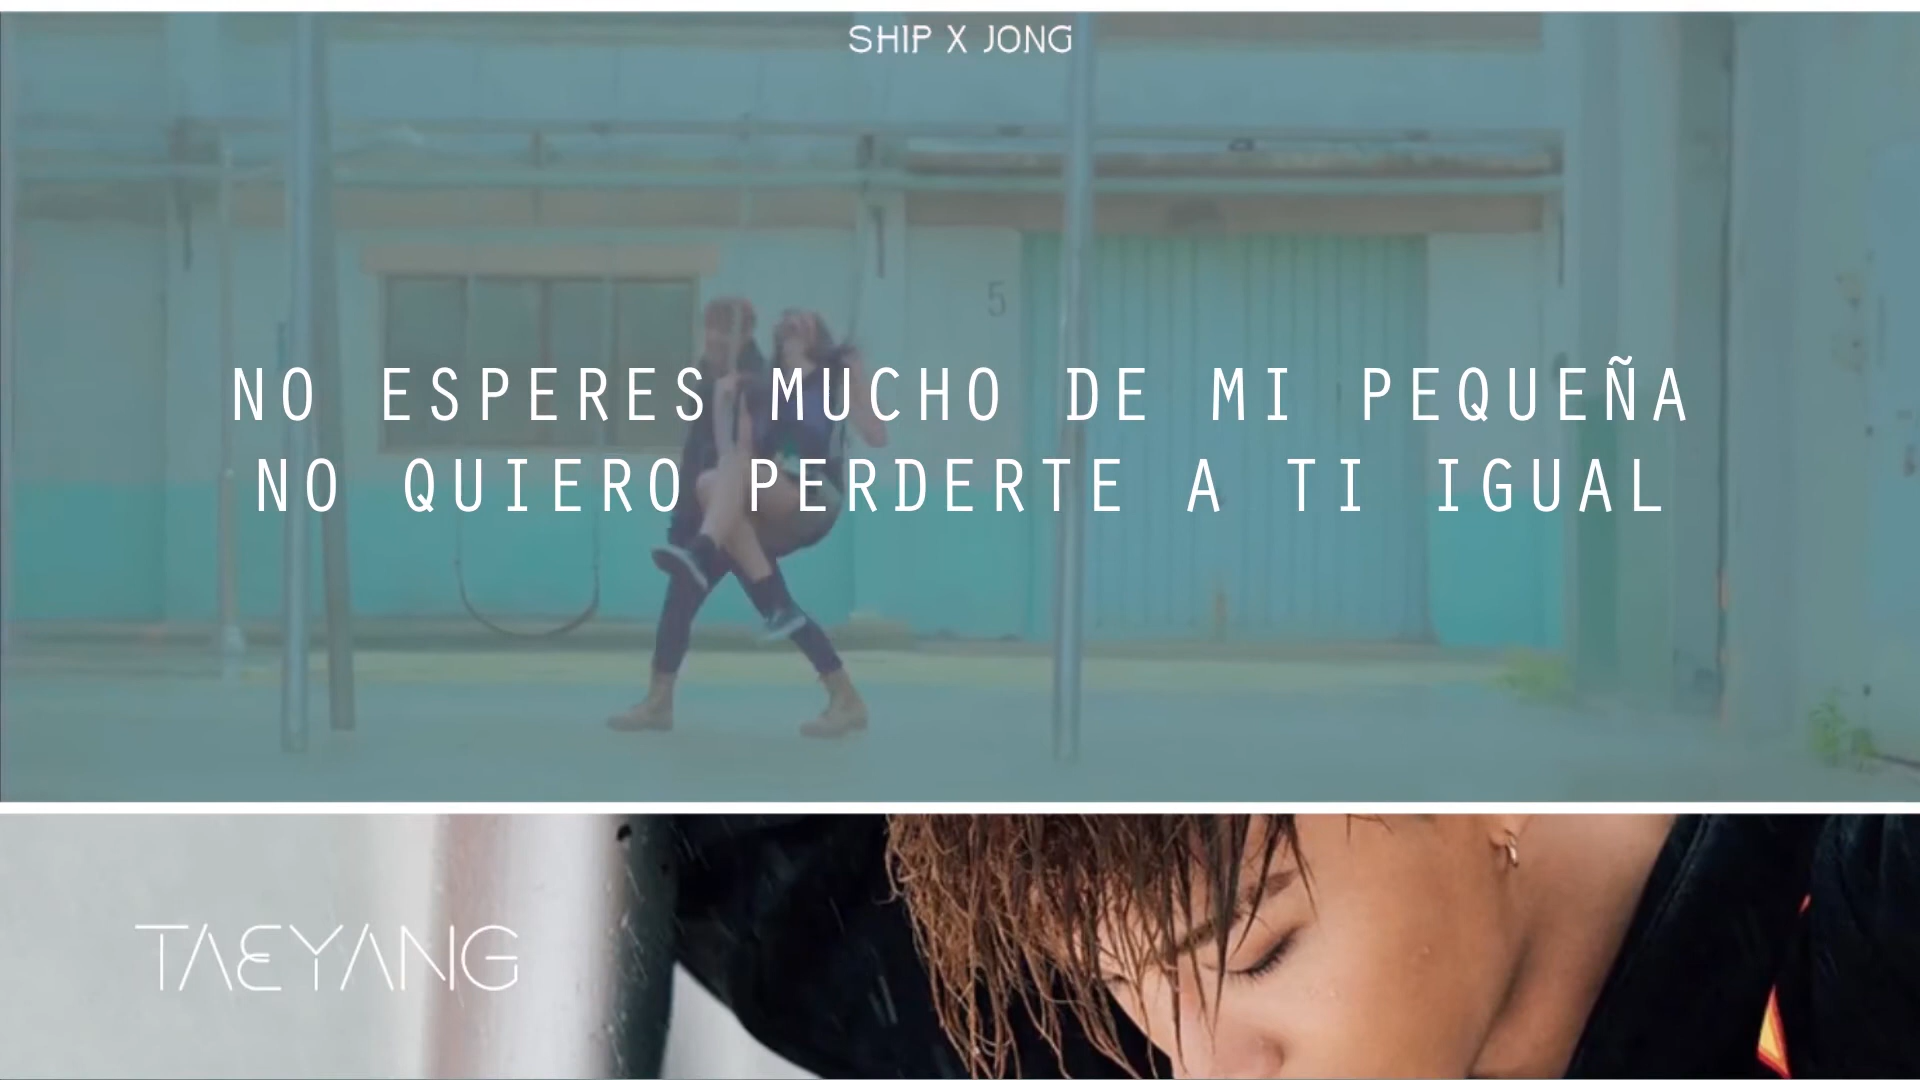 SHIP X JONG
5
NO ESPERES MUCHO DE MI PEQUEÑA
NO QUIERO PERDERTE A TI IGUAL
TAEYANG